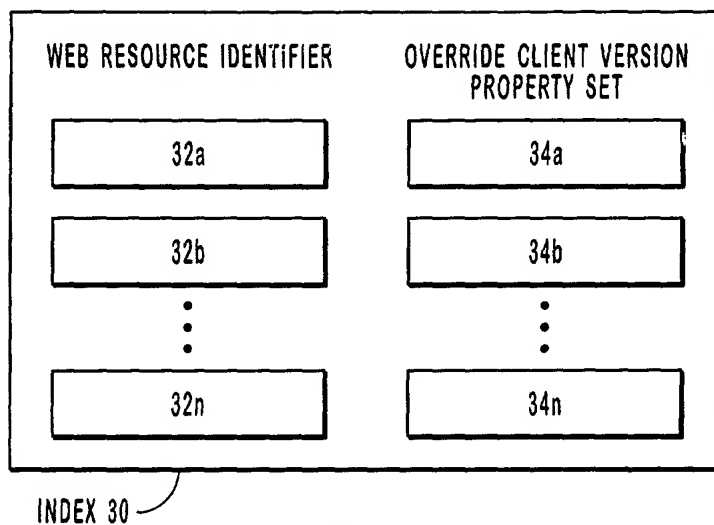 WEB RESOURCE IDENTIFIER
OVERRIDE CLIENT VERSION
PROPERTY SET
32a
34a
32b
34b
32n
34n
INDEX 30